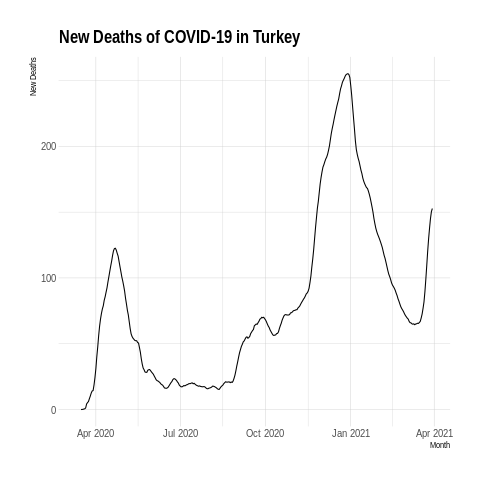 New Deaths of COVID-19 in Turkey
New Deaths
200
100
0
Apr 2020 Jul 2020 Oct 2020 Jan 2021 Apr 2021
Month